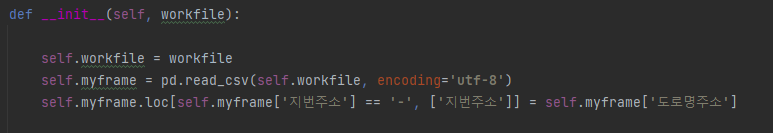 def __init__(self, workfile):
self.workfile = workfile
self.myframe = pd.read_csv(self.workfile, encoding='utf-8')
self.myframe.loc[self.myframe['지번주소'] == '-', ['지번주소']] = self.myframe['도로명주소']